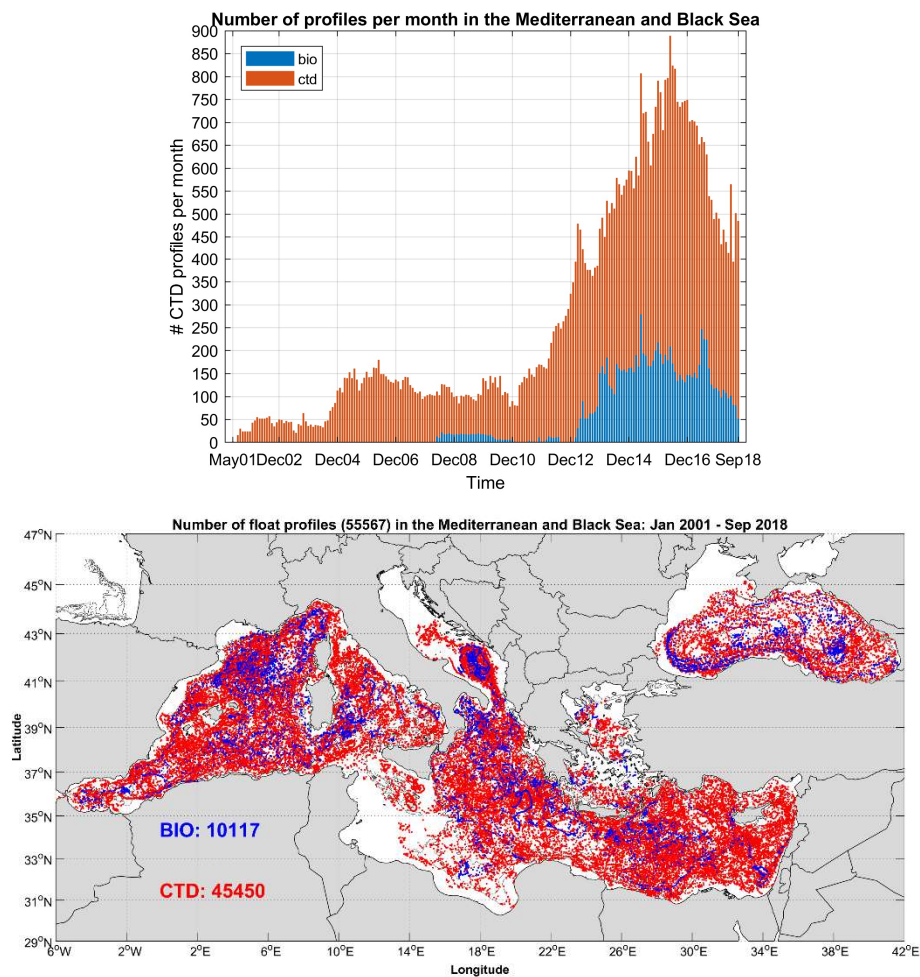 Number of profiles per month in the Mediterranean and Black Sea
900
850
800
750
700
650
600
550
500
450
400
350
300
250
200
150
100
50
0
bio
ctd
# CTD profiles per month
May01 Dec02 Dec04 Dec06 Dec08 Dec10 Dec12 Dec14 Dec16 Sep18
Time
Number of float profiles (55567) in the Mediterranean and Black Sea: Jan 2001 - Sep 2018
47°N
45°N
43°N
41°N
39°N
37°N
35°N
33°N
31°N
29°N
Latitude
BIO: 10117
CTD: 45450
6°W 2°W 2°E 6°E 10°E 14°E 18°E 22°E 26°E 30°E 34°E 38°E 42°E
Longitude